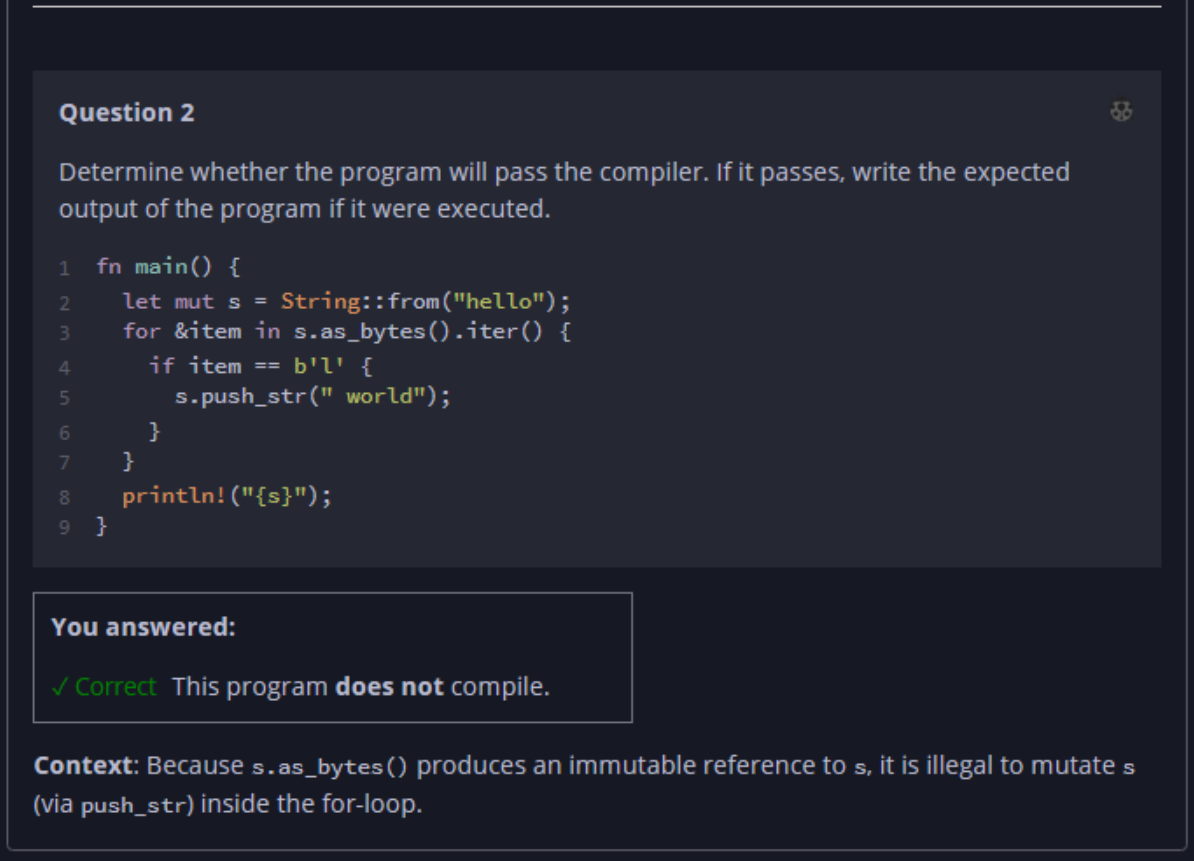 Question 2
Determine whether the program will pass the compiler. If it passes, write the expected
output of the program if it were executed.
1 fn main() {
2   let mut s = String::from("hello");
3   for &item in s.as_bytes().iter() {
4     if item == b'l' {
5       s.push_str(" world");
6     }
7   }
8   println!("{s}");
9 }
You answered:
✓ Correct This program does not compile.
Context: Because s.as_bytes() produces an immutable reference to s, it is illegal to mutate s
(via push_str) inside the for-loop.